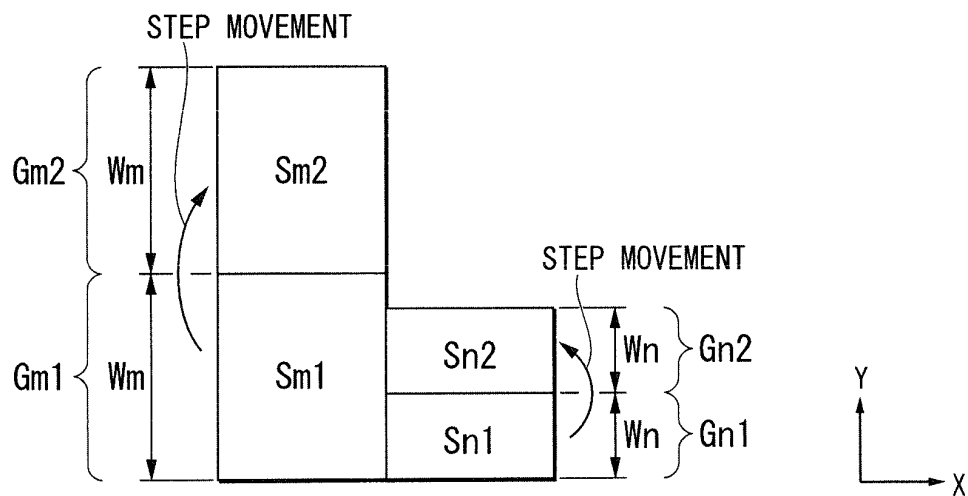 STEP MOVEMENT
Gm2
Wm
Sm2
STEP MOVEMENT
Gm1
Wm
Sm1
Sn2
Wn
Gn2
Sn1
Wn
Gn1
Y
X